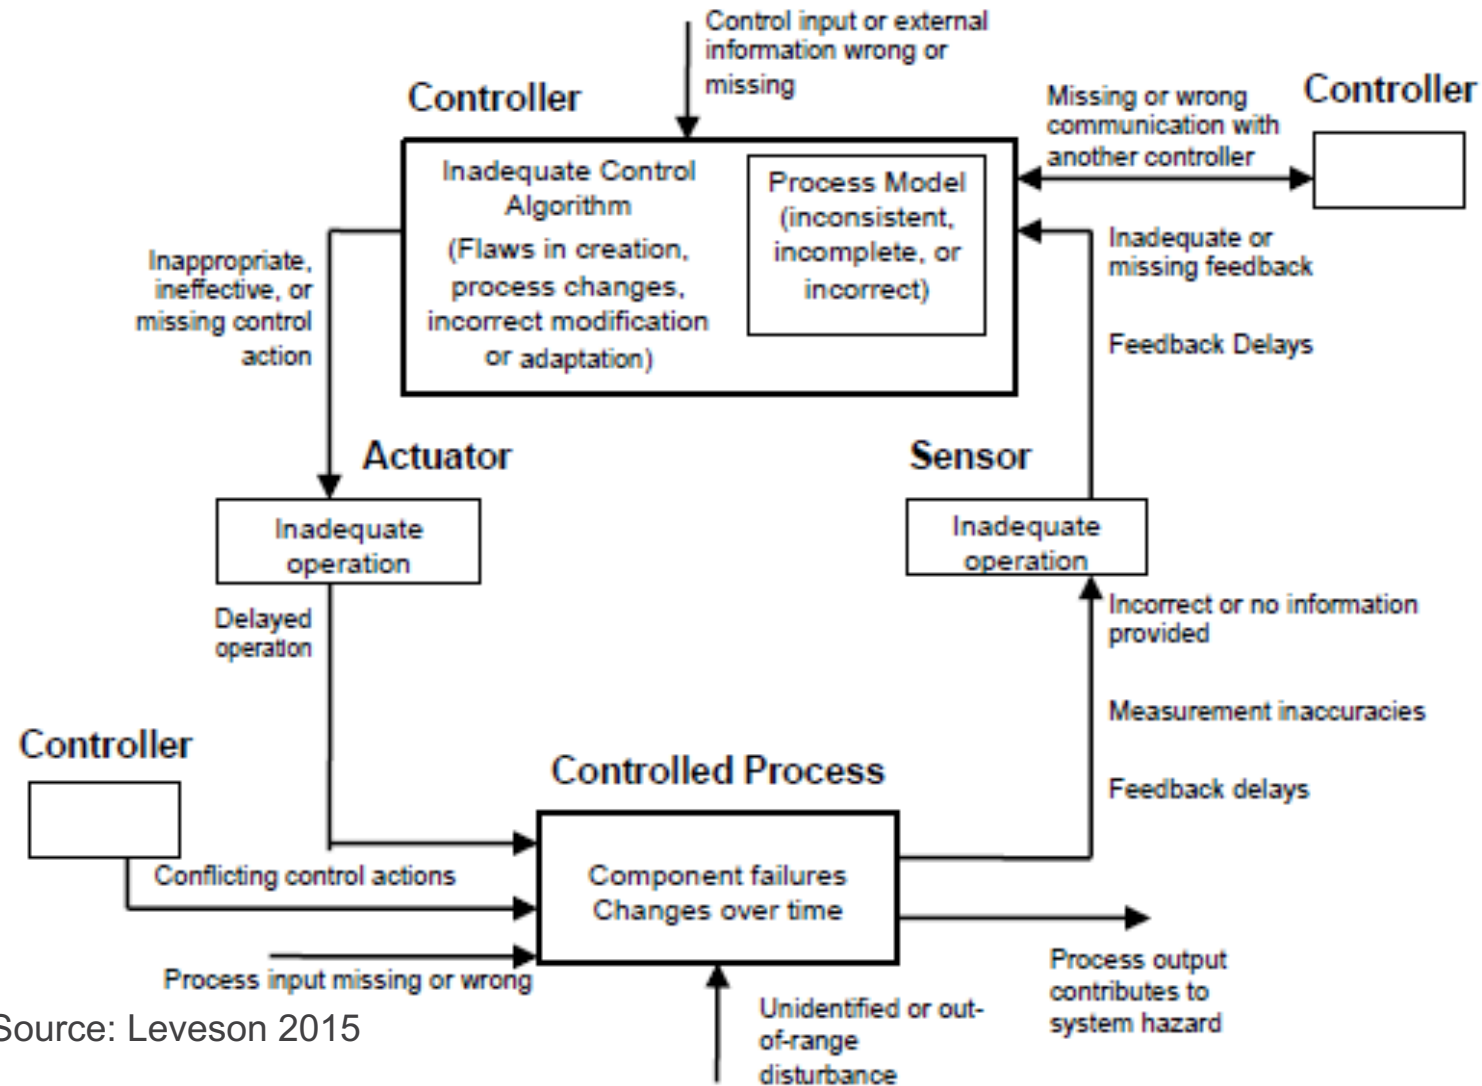 Control input or external
information wrong or
missing
Controller
Missing or wrong
communication with
another controller
Controller
Inadequate Control
Algorithm
(Flaws in creation,
process changes,
incorrect modification
or adaptation)
Process Model
(inconsistent,
incomplete, or
incorrect)
Inappropriate,
ineffective, or
missing control
action
Inadequate or
missing feedback
Feedback Delays
Actuator
Inadequate
operation
Sensor
Inadequate
operation
Delayed
operation
Incorrect or no information
provided
Measurement inaccuracies
Feedback delays
Controller
Conflicting control actions
Controlled Process
Component failures
Changes over time
Process input missing or wrong
Unidentified or out-
of-range
disturbance
Process output
contributes to
system hazard
Source: Leveson 2015